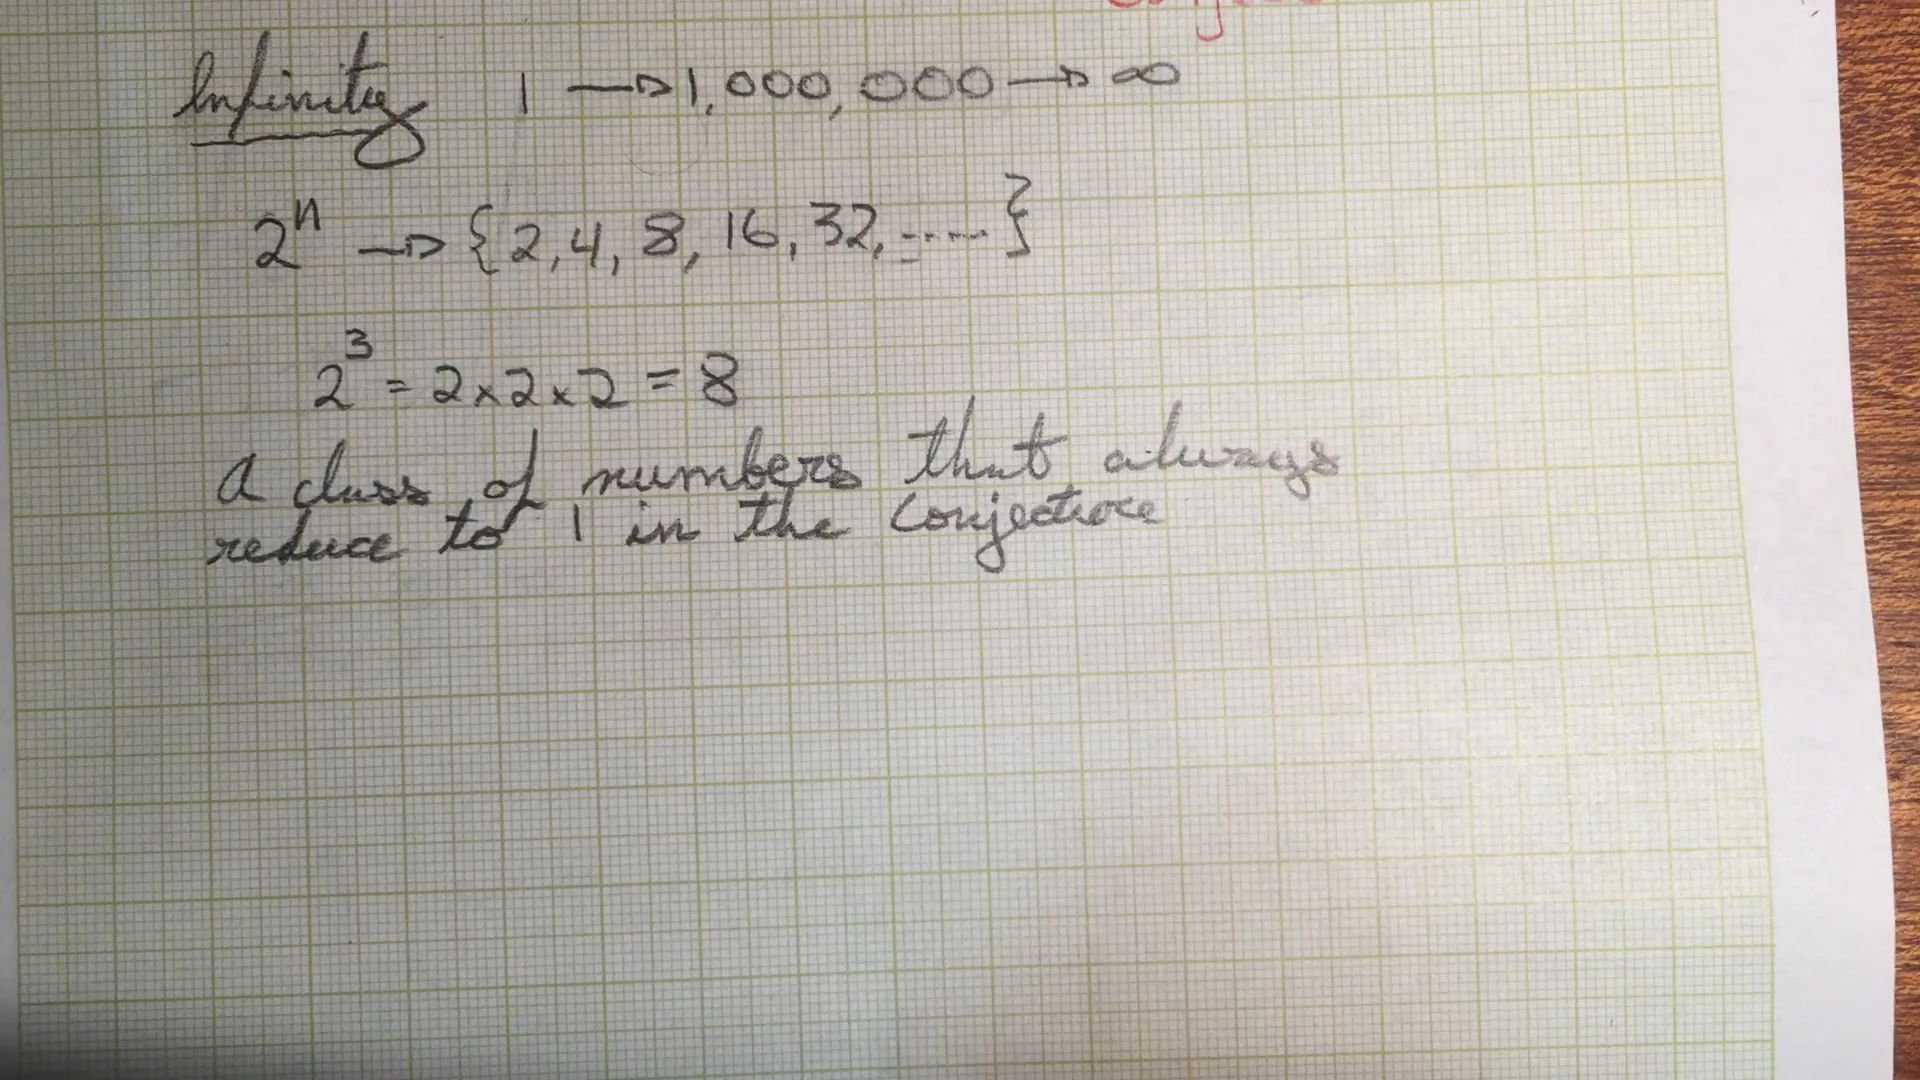 Infinity 1 → 1,000,000 → ∞
2ⁿ → {2, 4, 8, 16, 32, ......}
2³ = 2 × 2 × 2 = 8
A class of numbers that always
reduce to 1 in the Conjecture